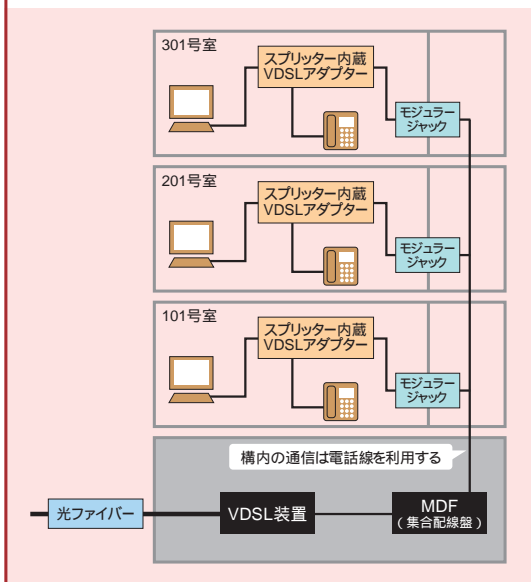 301号室
スプリッター内蔵
VDSLアダプター
モジュラー
ジャック
201号室
スプリッター内蔵
VDSLアダプター
モジュラー
ジャック
101号室
スプリッター内蔵
VDSLアダプター
モジュラー
ジャック
構内の通信は電話線を利用する
光ファイバー
VDSL装置
MDF
(集合配線盤)